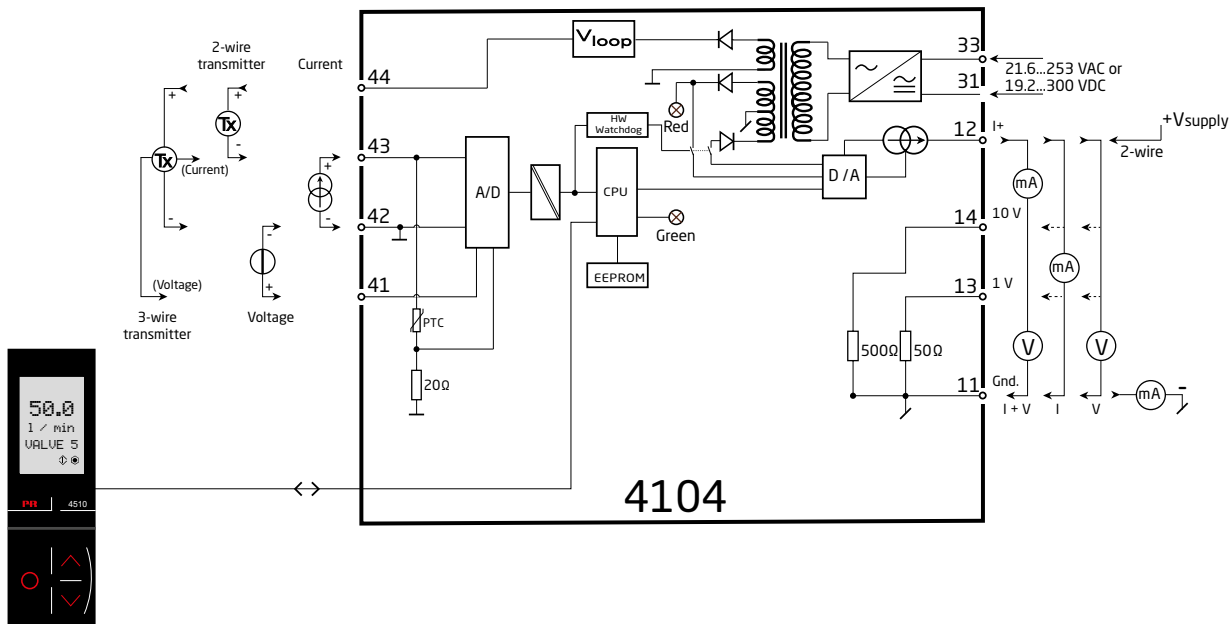 2-wire
transmitter
Current
+
+
-
Tx
Tx
(Current)
-
(Voltage)
3-wire
transmitter
+
-
-
+
Voltage
44
43
42
41
Vloop
Red
HW
Watchdog
A/D
CPU
D/A
Green
EEPROM
PTC
20Ω
500Ω
50Ω
33
31
21.6...253 VAC or
19.2...300 VDC
12
I+
+Vsupply
2-wire
mA
14
10 V
mA
13
1 V
V
V
11
Gnd.
I + V
I
V
mA
-
4104
50.0
l / min
VALVE 5
PR
4510